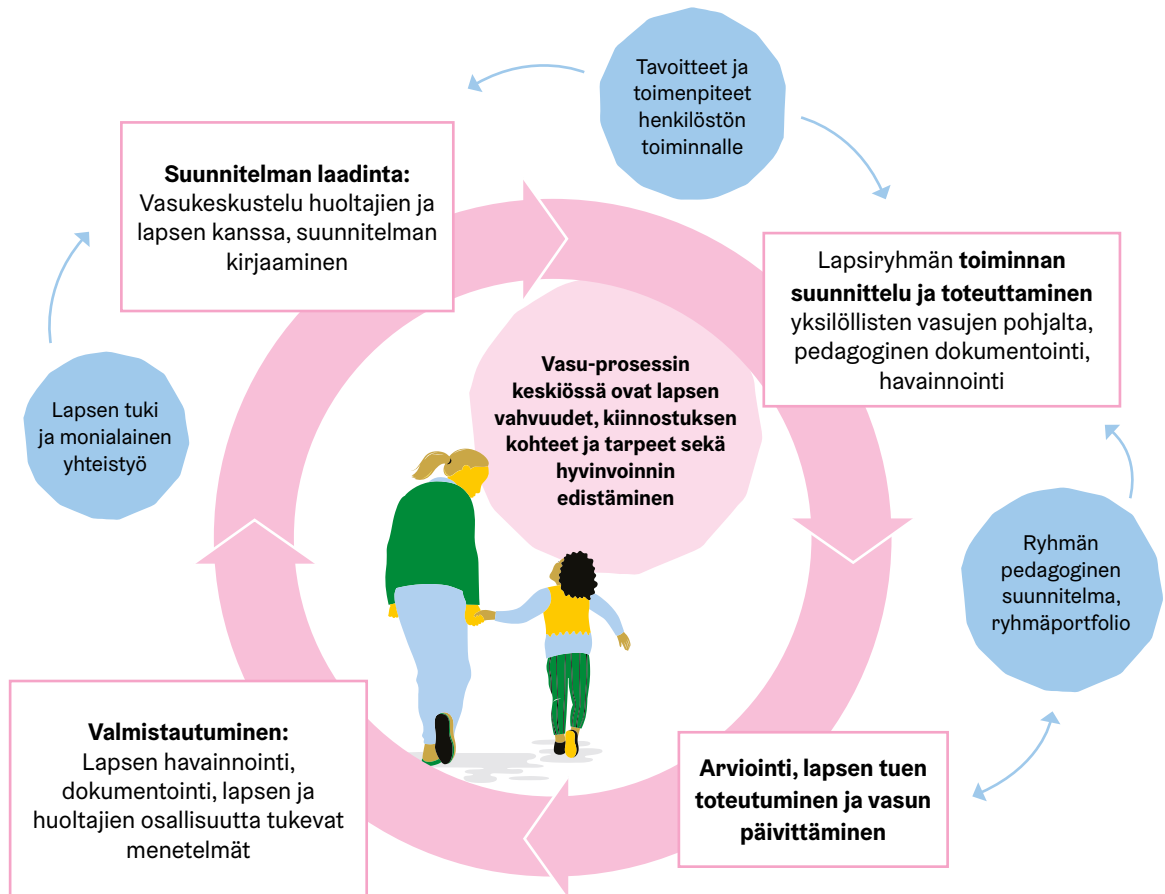 Tavoitteet ja
toimenpiteet
henkilöstön
toiminnalle
Suunnitelman laadinta:
Vasukeskustelu huoltajien ja
lapsen kanssa, suunnitelman
kirjaaminen
Lapsiryhmän toiminnan
suunnittelu ja toteuttaminen
yksilöllisten vasujen pohjalta,
pedagoginen dokumentointi,
havainnointi
Vasu-prosessin
keskiössä ovat lapsen
vahvuudet, kiinnostuksen
kohteet ja tarpeet sekä
hyvinvoinnin
edistäminen
Lapsen tuki
ja monialainen
yhteistyö
Ryhmän
pedagoginen
suunnitelma,
ryhmäportfolio
Valmistautuminen:
Lapsen havainnointi,
dokumentointi, lapsen ja
huoltajien osallisuutta tukevat
menetelmät
Arviointi, lapsen tuen
toteutuminen ja vasun
päivittäminen